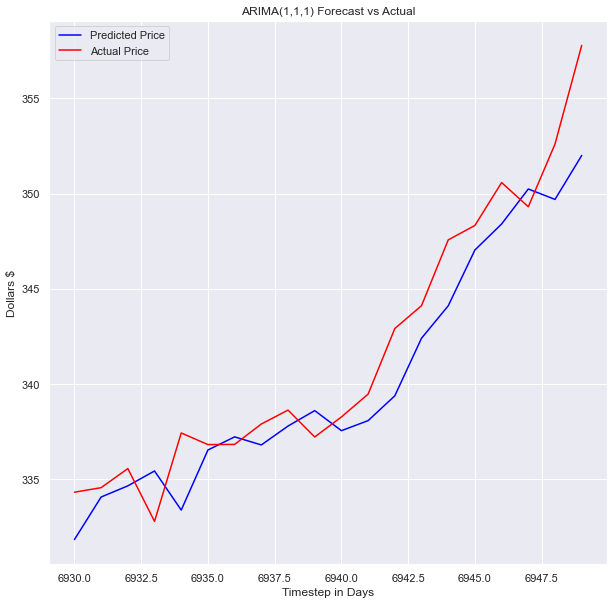 ARIMA(1,1,1) Forecast vs Actual
Predicted Price
Actual Price
355
350
345
340
335
Dollars $
6930.0 6932.5 6935.0 6937.5 6940.0 6942.5 6945.0 6947.5
Timestep in Days